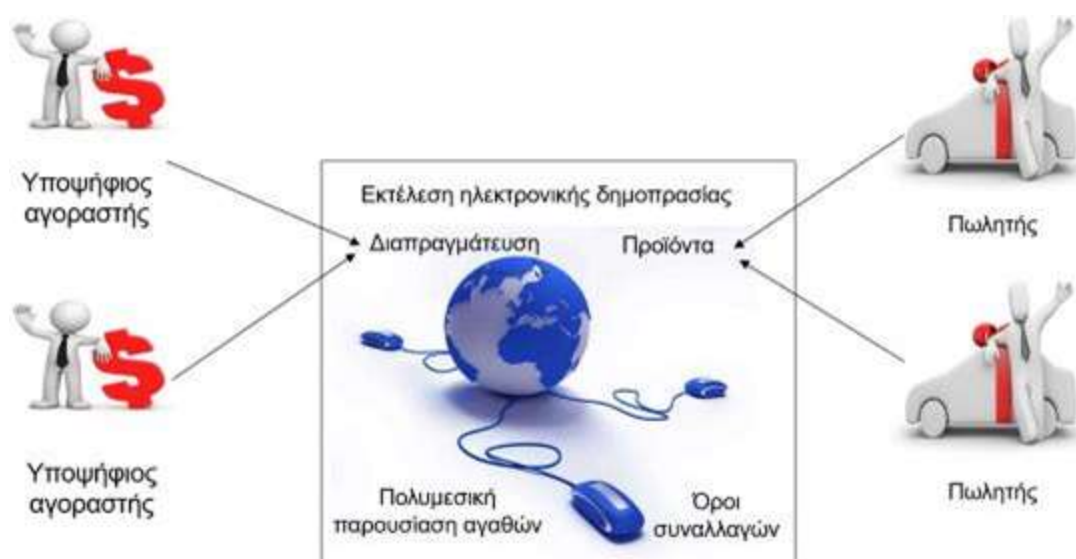 Υποψήφιος
αγοραστής
Εκτέλεση ηλεκτρονικής δημοπρασίας
Διαπραγμάτευση
Προϊόντα
Πωλητής
Υποψήφιος
αγοραστής
Πολυμεσική
παρουσίαση αγαθών
Όροι
συναλλαγών
Πωλητής